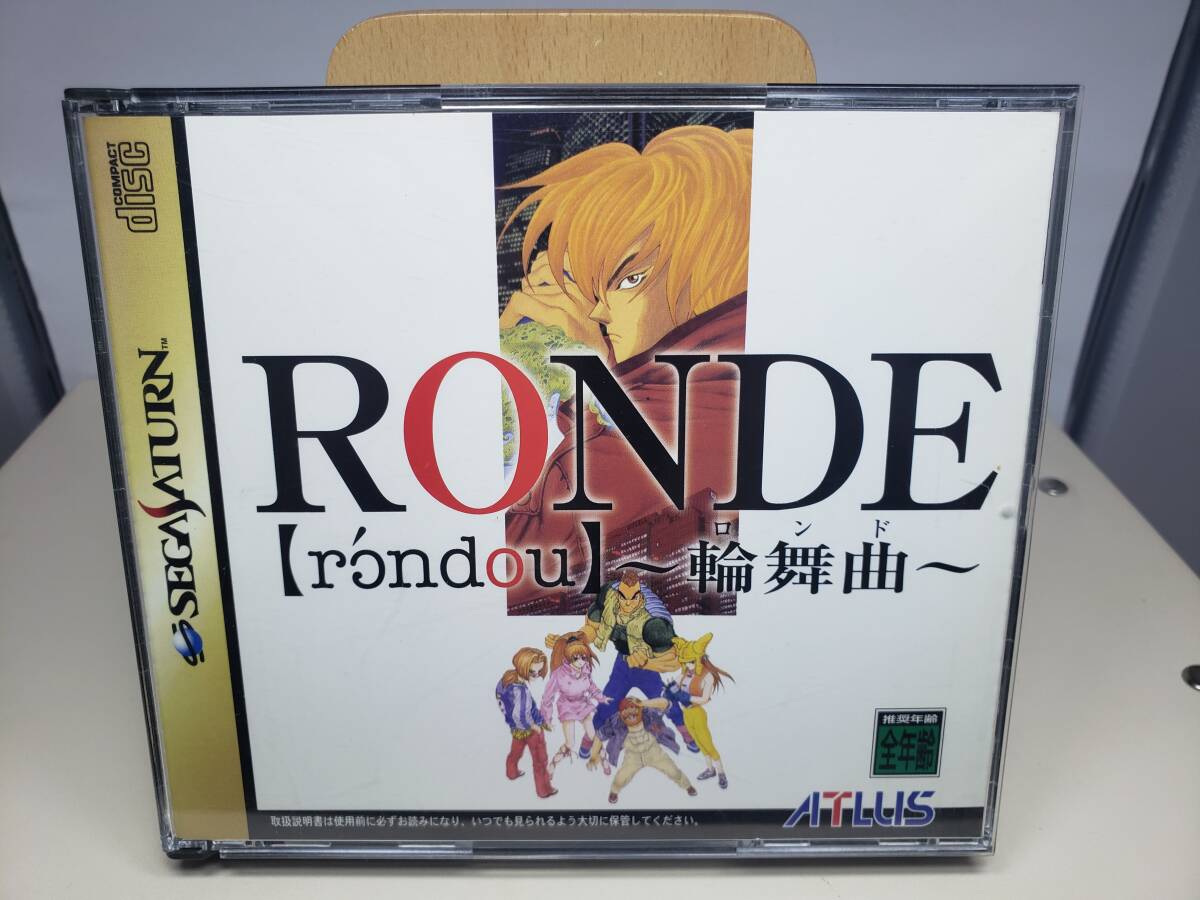 COMPACT
disc
SEGASATURN™
RONDE
ロンド
【rɔ́ndou】～輪舞曲～
推奨年齢
全年齢
ATLUS
取扱説明書は使用前に必ずお読みになり、いつでも見られるよう大切に保管してください。